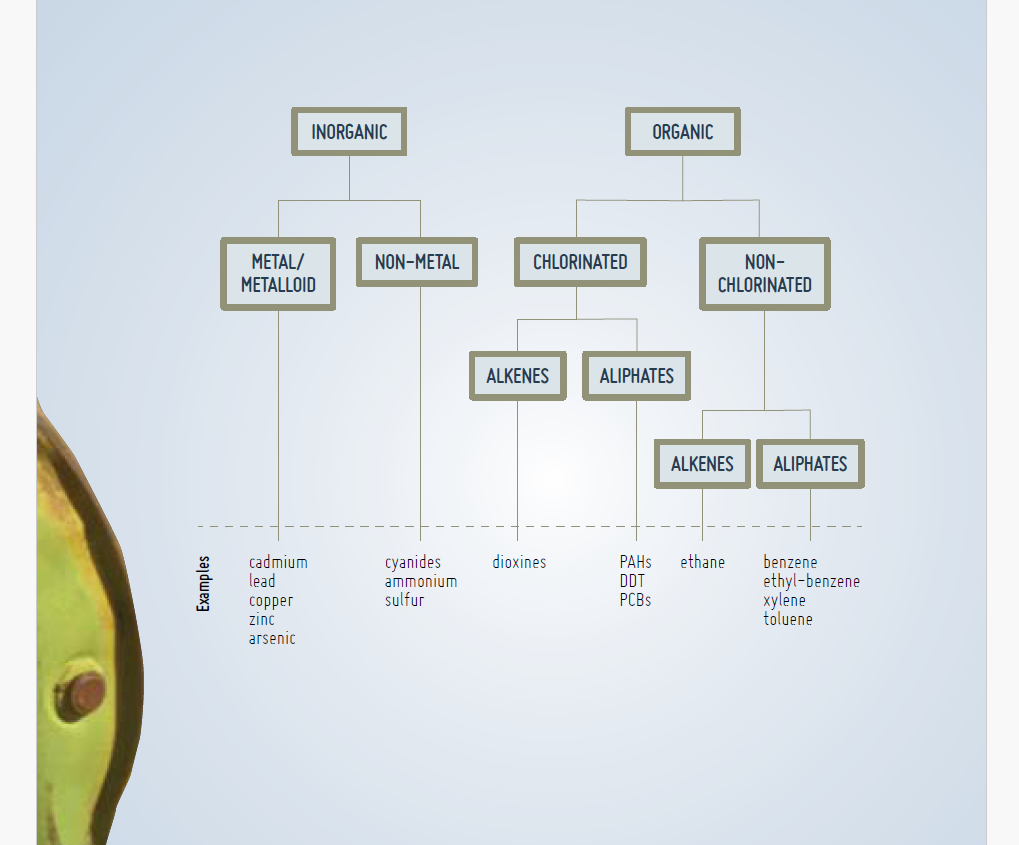 INORGANIC
ORGANIC
METAL/
METALLOID
NON-METAL
CHLORINATED
NON-
CHLORINATED
ALKENES
ALIPHATES
ALKENES
ALIPHATES
Examples
cadmium
lead
copper
zinc
arsenic
cyanides
ammonium
sulfur
dioxines
PAHs
DDT
PCBs
ethane
benzene
ethyl-benzene
xylene
toluene